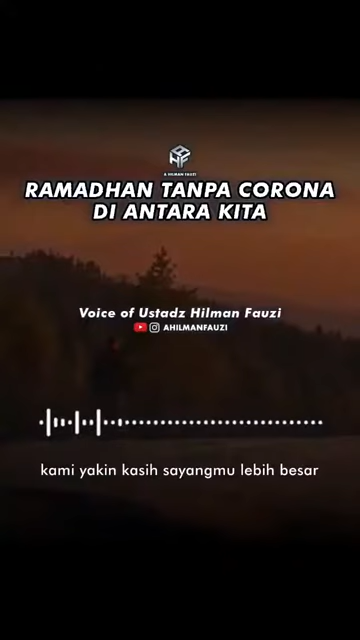 A HILMAN FAUZI
RAMADHAN TANPA CORONA
DI ANTARA KITA
Voice of Ustadz Hilman Fauzi
AHILMANFAUZI
kami yakin kasih sayangmu lebih besar